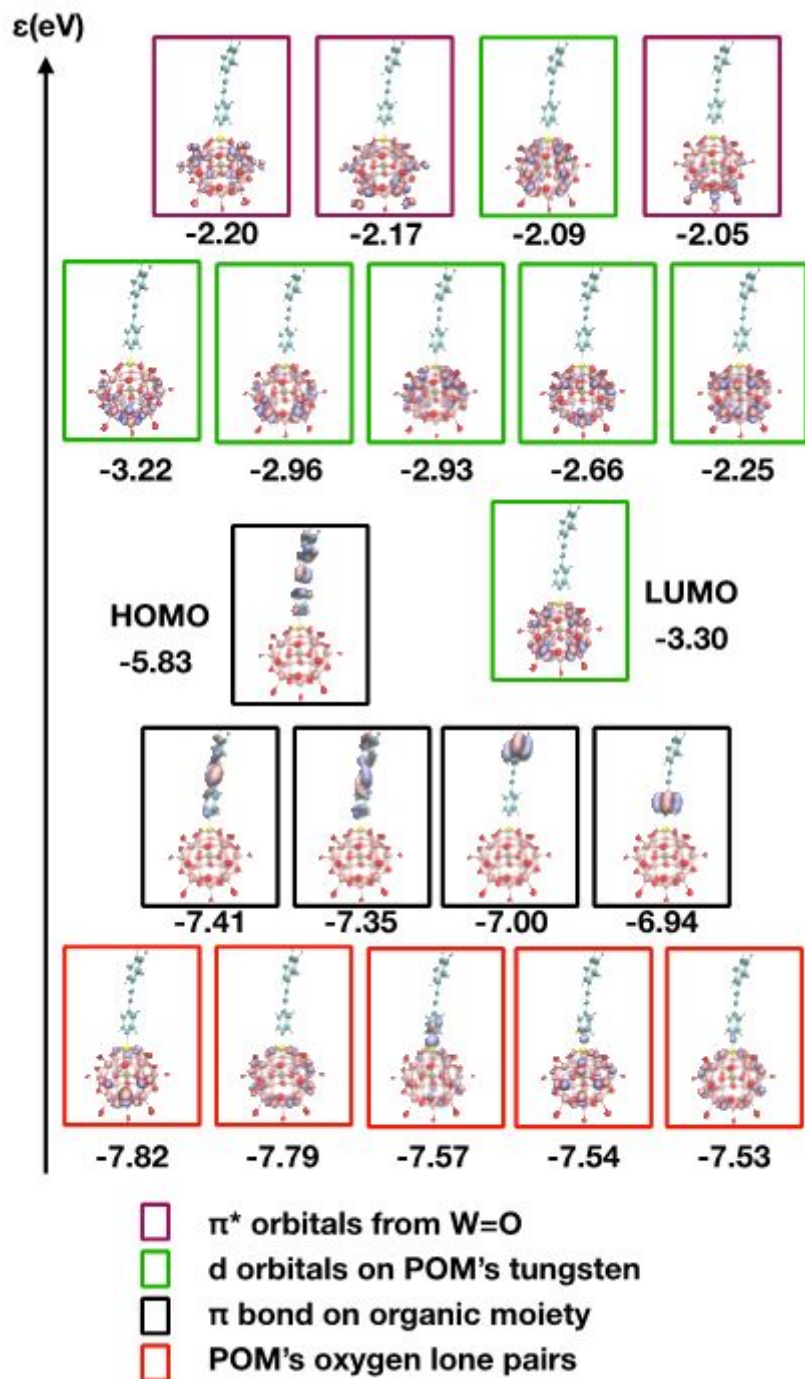 ε(eV)
-2.20 -2.17 -2.09 -2.05
-3.22 -2.96 -2.93 -2.66 -2.25
HOMO
-5.83
LUMO
-3.30
-7.41 -7.35 -7.00 -6.94
-7.82 -7.79 -7.57 -7.54 -7.53
π* orbitals from W=O
d orbitals on POM's tungsten
π bond on organic moiety
POM's oxygen lone pairs